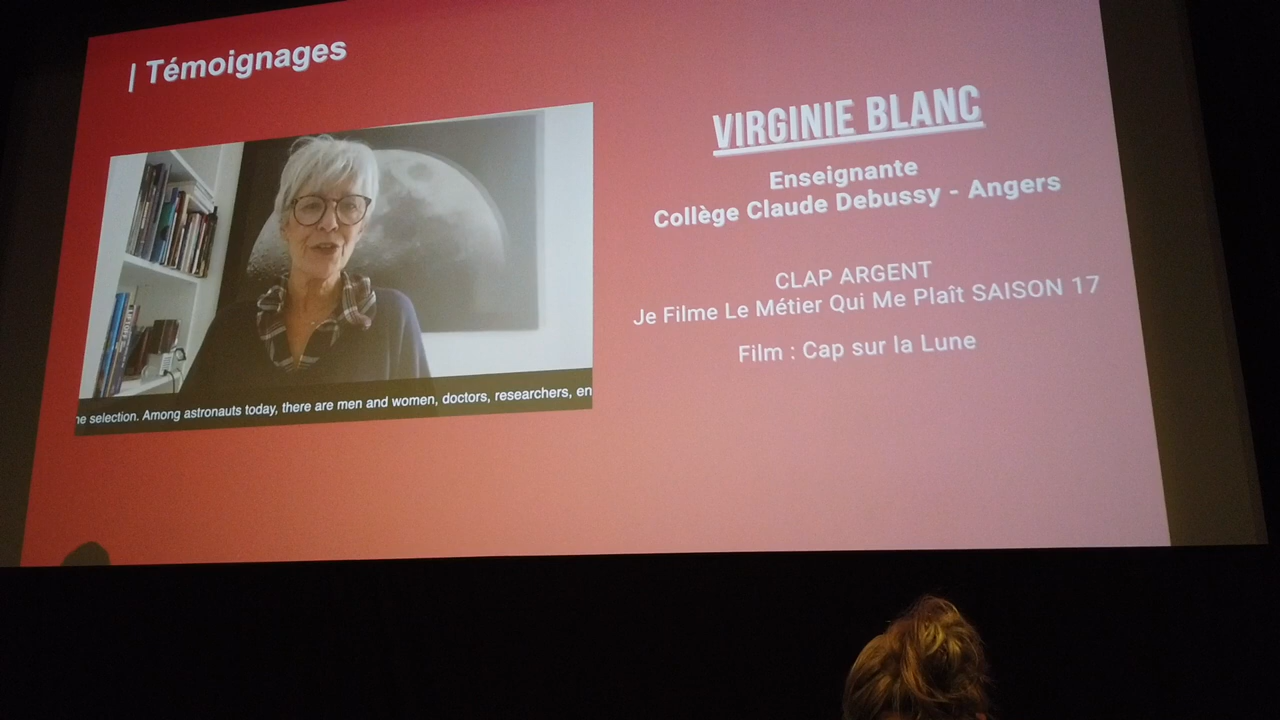 | Témoignages
VIRGINIE BLANC
Enseignante
Collège Claude Debussy - Angers
CLAP ARGENT
Je Filme Le Métier Qui Me Plaît SAISON 17
Film : Cap sur la Lune
selection. Among astronauts today, there are men and women, doctors, researchers, en